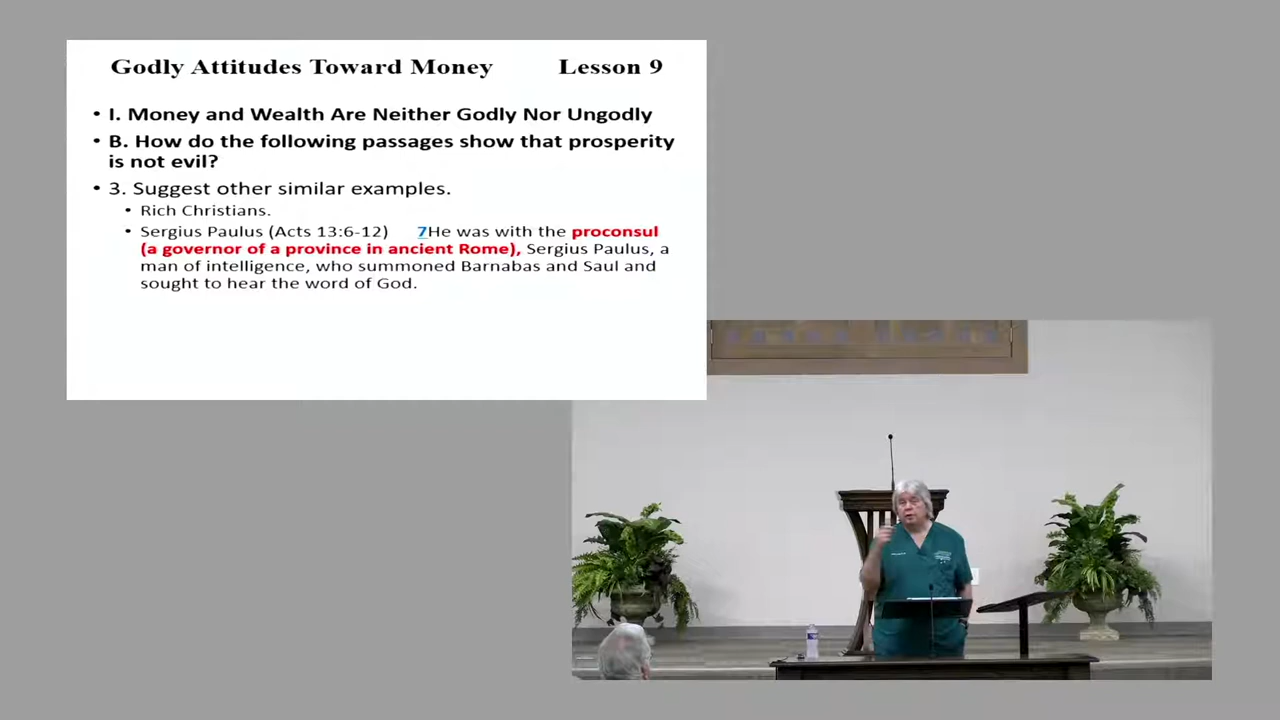 Godly Attitudes Toward Money Lesson 9
• I. Money and Wealth Are Neither Godly Nor Ungodly
• B. How do the following passages show that prosperity
is not evil?
• 3. Suggest other similar examples.
• Rich Christians.
• Sergius Paulus (Acts 13:6-12) 7He was with the proconsul
(a governor of a province in ancient Rome), Sergius Paulus, a
man of intelligence, who summoned Barnabas and Saul and
sought to hear the word of God.